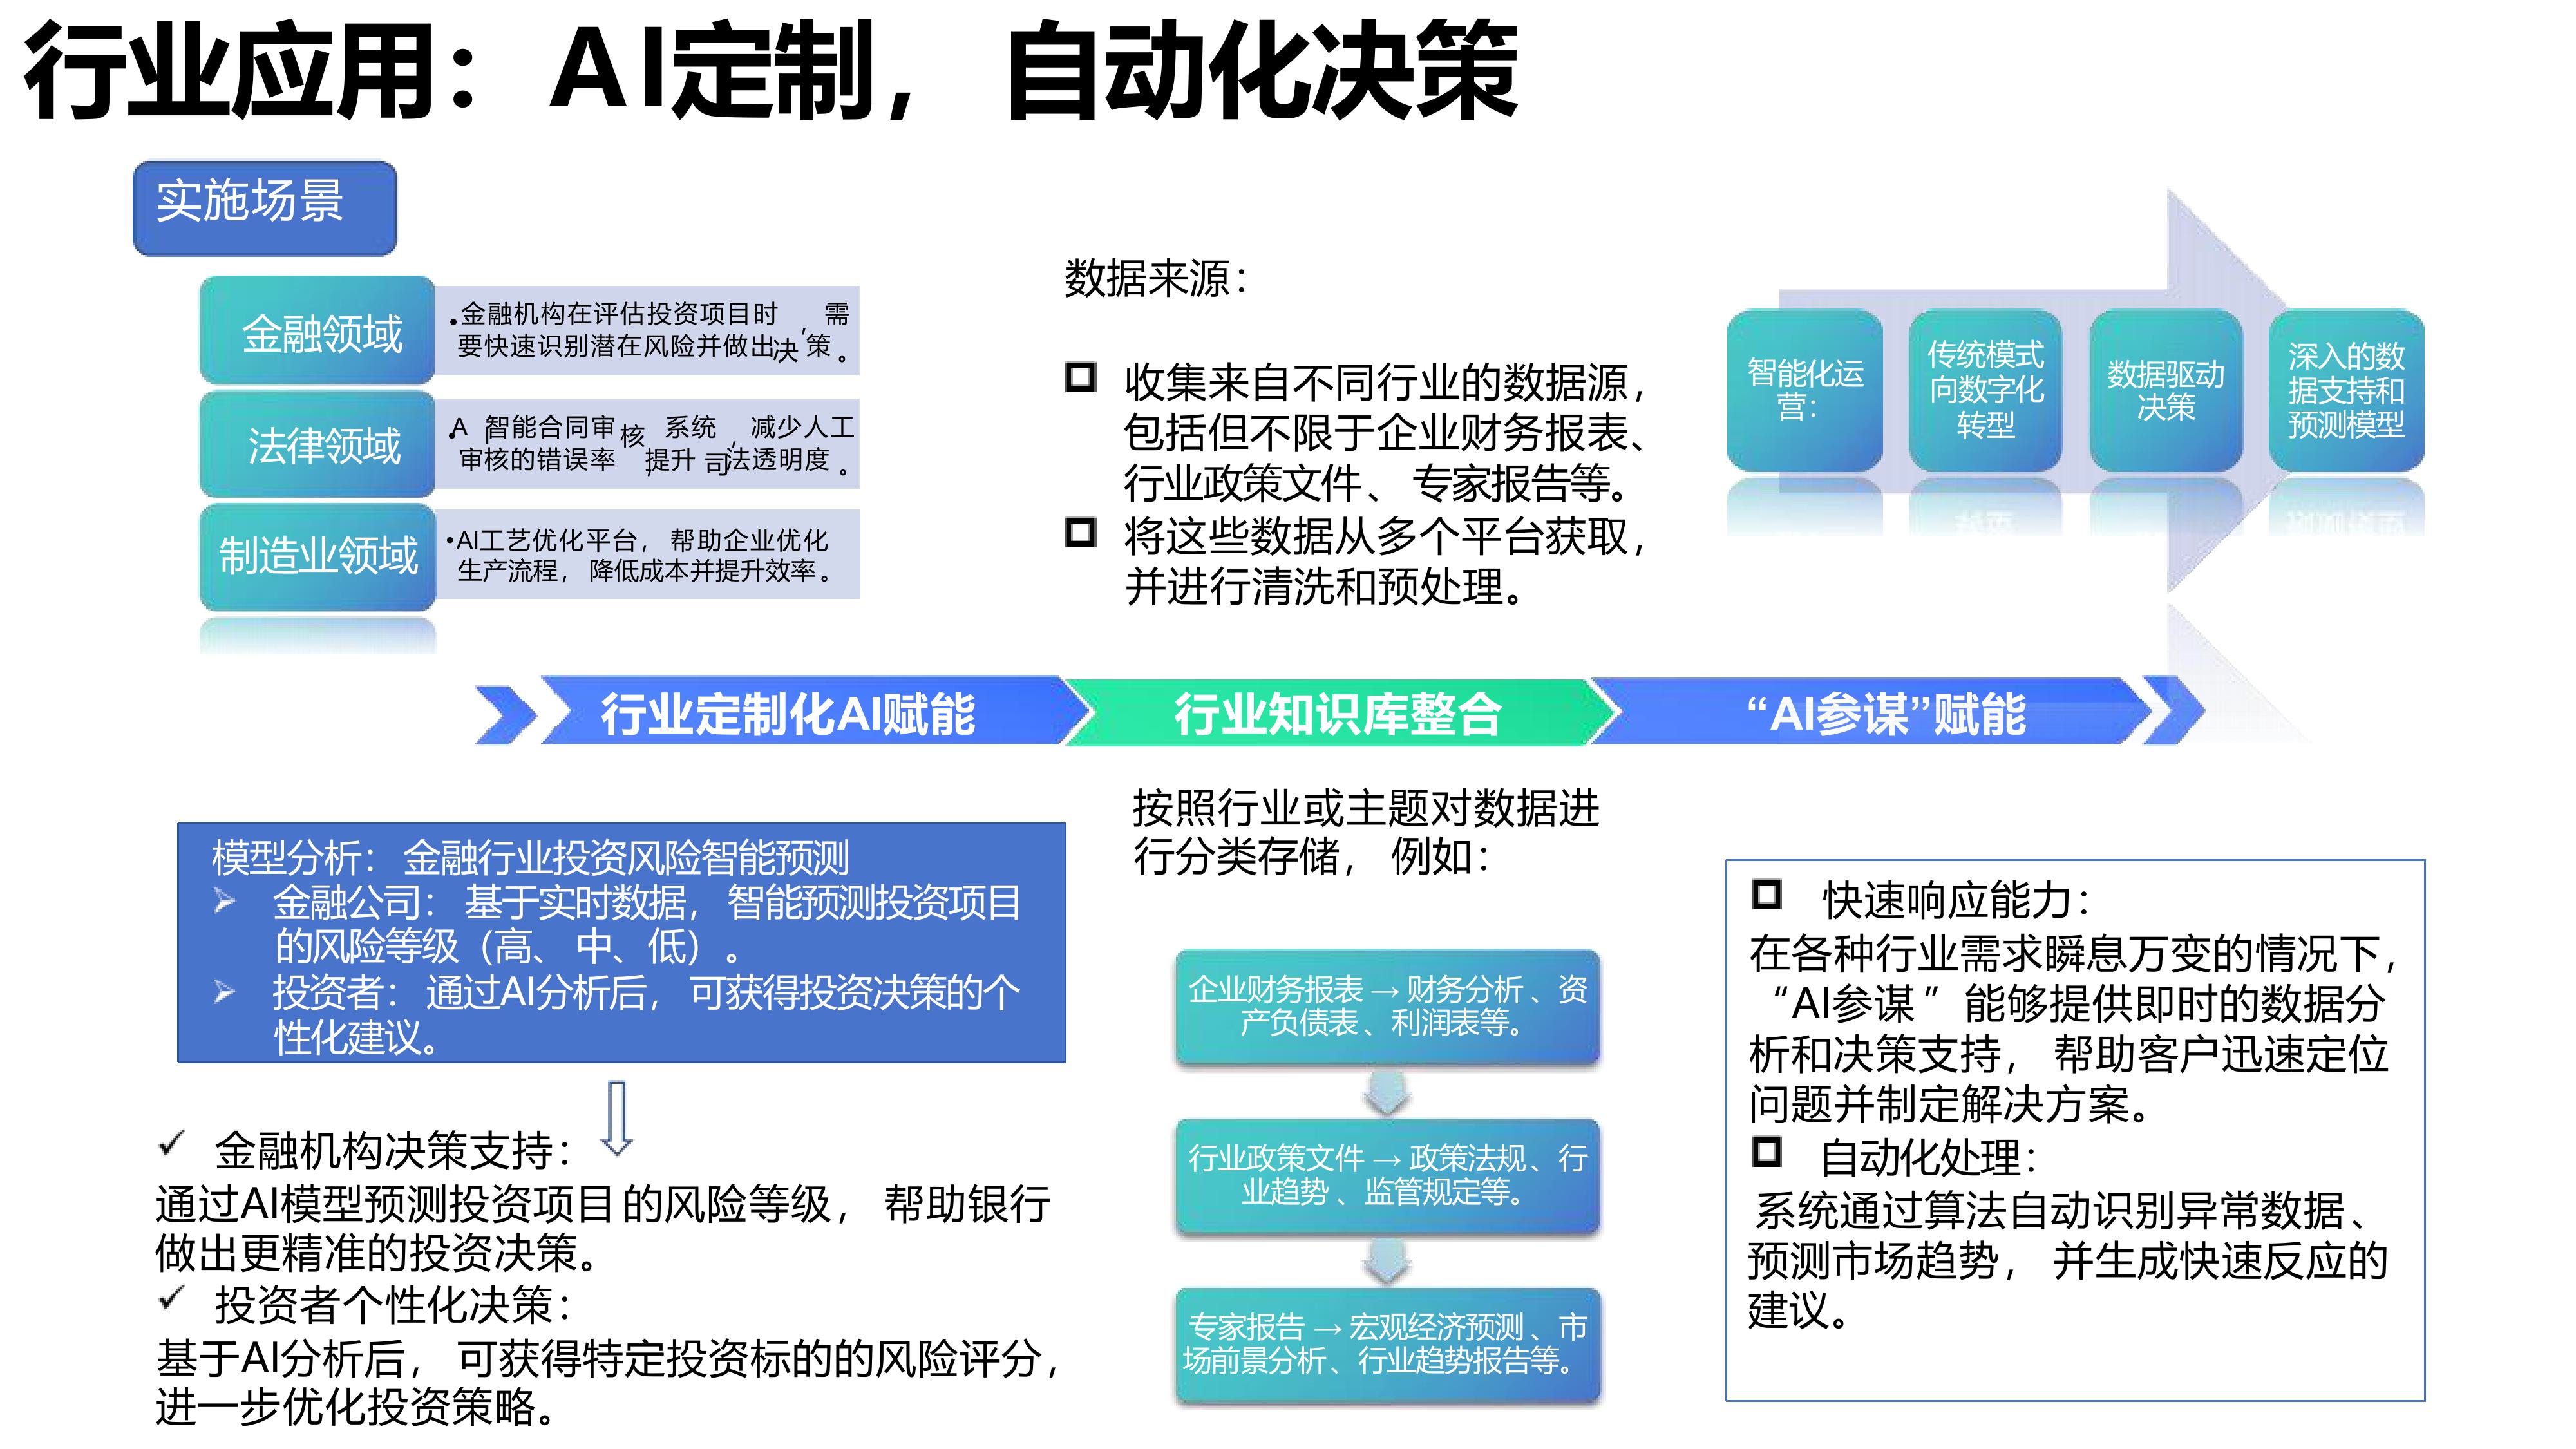 行业应用： AI定制， 自动化决策
实施场景
金融领域
•金融机构在评估投资项目时，需
要快速识别潜在风险并做出决策。
法律领域
•AI智能合同审核系统，减少人工
审核的错误率，提升司法透明度。
制造业领域
•AI工艺优化平台， 帮助企业优化
生产流程， 降低成本并提升效率。
数据来源：
收集来自不同行业的数据源，
包括但不限于企业财务报表、
行业政策文件、 专家报告等。
将这些数据从多个平台获取，
并进行清洗和预处理。
智能化运
营：
传统模式
向数字化
转型
数据驱动
决策
深入的数
据支持和
预测模型
行业定制化AI赋能
行业知识库整合
“AI参谋”赋能
模型分析： 金融行业投资风险智能预测
金融公司： 基于实时数据， 智能预测投资项目
的风险等级（高、中、低）。
投资者： 通过AI分析后， 可获得投资决策的个
性化建议。
金融机构决策支持：
通过AI模型预测投资项目的风险等级， 帮助银行
做出更精准的投资决策。
投资者个性化决策：
基于AI分析后， 可获得特定投资标的的风险评分，
进一步优化投资策略。
按照行业或主题对数据进
行分类存储， 例如：
企业财务报表 → 财务分析、资
产负债表、利润表等。
行业政策文件 → 政策法规、行
业趋势、监管规定等。
专家报告 → 宏观经济预测、市
场前景分析、行业趋势报告等。
快速响应能力：
在各种行业需求瞬息万变的情况下，
“AI参谋 ” 能够提供即时的数据分
析和决策支持， 帮助客户迅速定位
问题并制定解决方案。
自动化处理：
系统通过算法自动识别异常数据、
预测市场趋势， 并生成快速反应的
建议。